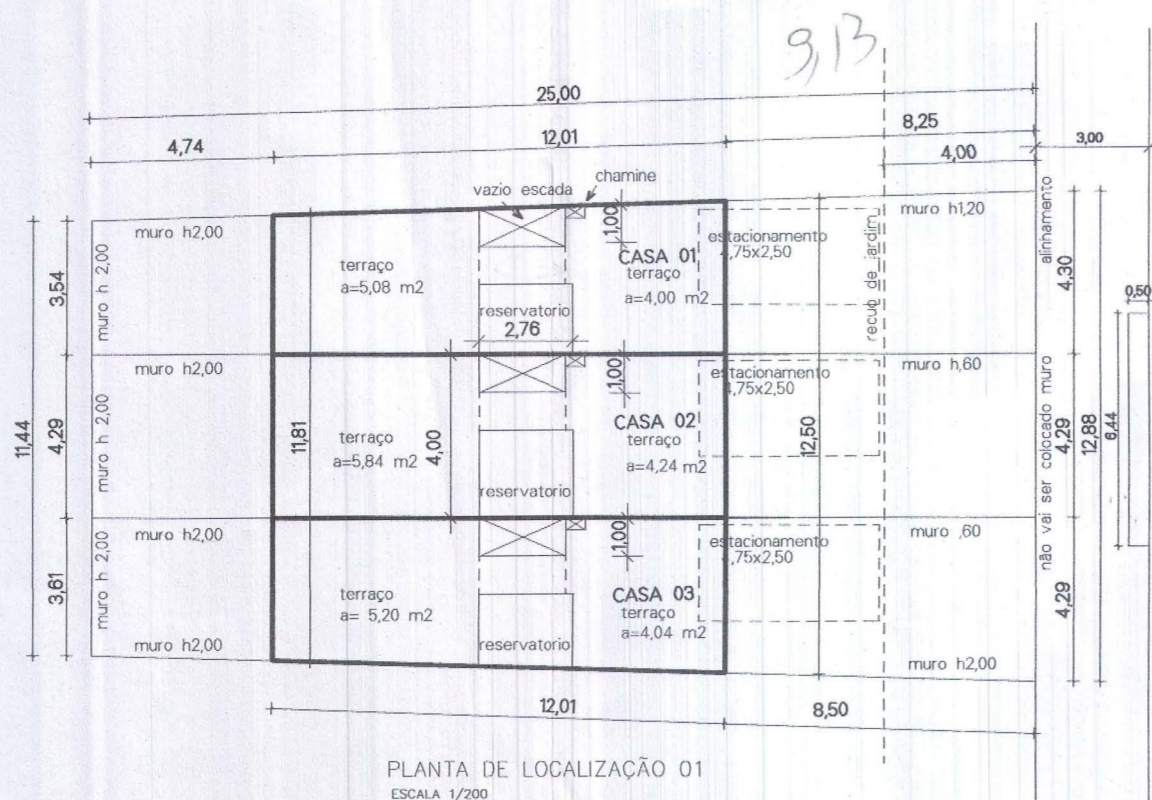 9,13
25,00
4,74
12,01
8,25
3,00
4,00
vazio escada
chamine
muro h2,00
1,00
muro h1,20
alinhamento
estacionamento
4,75x2,50
recuo de jardim
CASA 01
terraço
a=4,00 m2
terraço
a=5,08 m2
muro h 2,00
3,54
4,30
0,50
reservatorio
2,76
muro h2,00
1,00
estacionamento
4,75x2,50
muro h,60
CASA 02
terraço
a=4,24 m2
terraço
a=5,84 m2
4,00
11,81
12,50
muro h 2,00
4,29
11,44
não vai ser colocado muro
4,29
12,88
6,44
reservatorio
muro h2,00
1,00
estacionamento
,75x2,50
muro ,60
CASA 03
terraço
a=4,04 m2
terraço
a= 5,20 m2
muro h 2,00
3,61
4,29
reservatorio
muro h2,00
muro h2,00
12,01
8,50
PLANTA DE LOCALIZAÇÃO 01
ESCALA 1/200